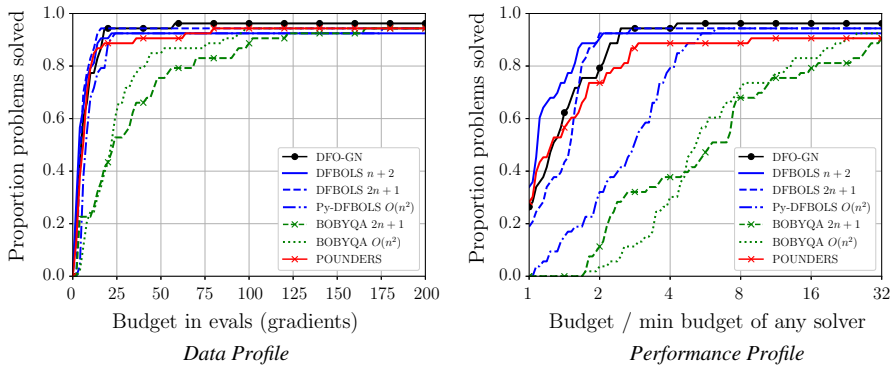 Proportion problems solved
1.0
0.8
0.6
0.4
0.2
0.0
DFO-GN
DFBOLS n + 2
DFBOLS 2n + 1
Py-DFBOLS O(n²)
BOBYQA 2n + 1
BOBYQA O(n²)
POUNDERS
0 25 50 75 100 125 150 175 200
Budget in evals (gradients)
Data Profile
Proportion problems solved
1.0
0.8
0.6
0.4
0.2
0.0
DFO-GN
DFBOLS n + 2
DFBOLS 2n + 1
Py-DFBOLS O(n²)
BOBYQA 2n + 1
BOBYQA O(n²)
POUNDERS
1 2 4 8 16 32
Budget / min budget of any solver
Performance Profile